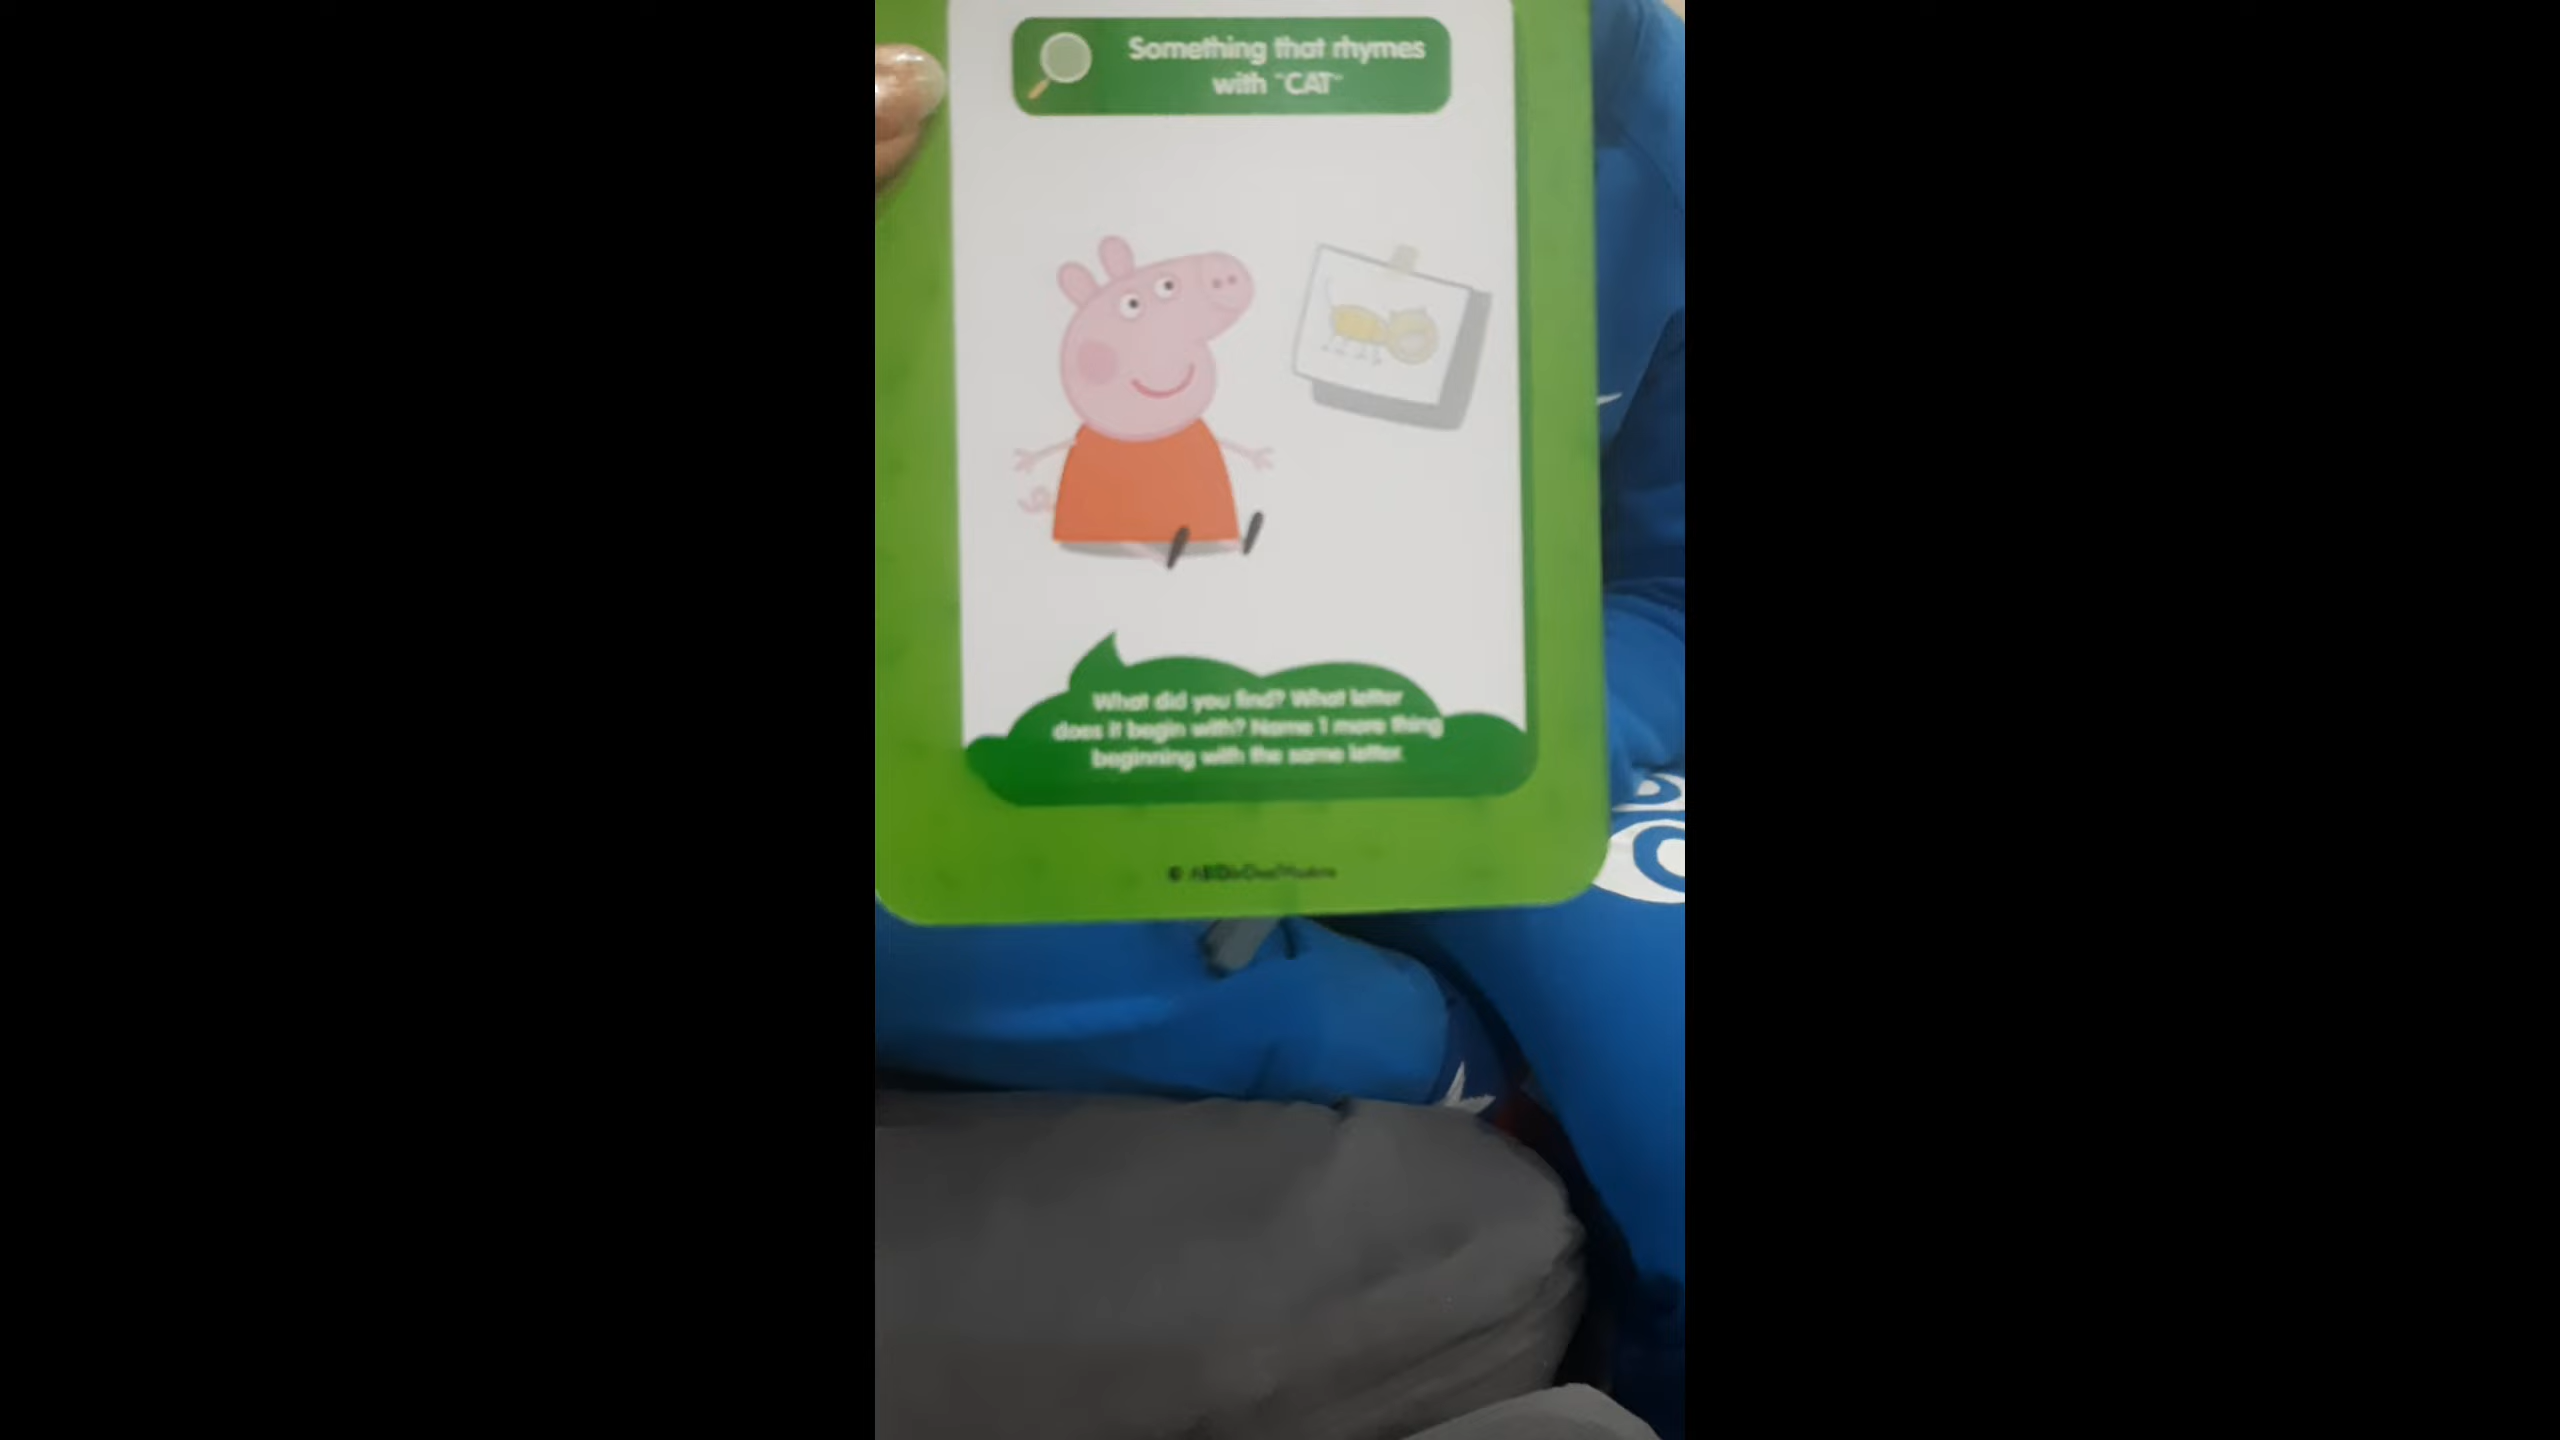 Something that rhymes
with "CAT"
What did you find? What letter
does it begin with? Name 1 more thing
beginning with the same letter.